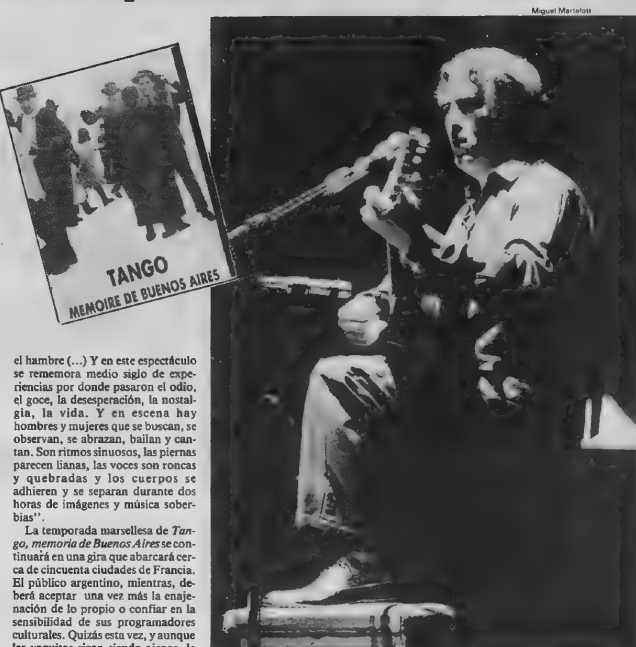 Miguel Martelotti
TANGO
MEMOIRE DE BUENOS AIRES
el hambre (...) Y en este espectáculo
se rememora medio siglo de expe-
riencias por donde pasaron el odio,
el goce, la desesperación, la nostal-
gia, la vida. Y en escena hay
hombres y mujeres que se buscan, se
observan, se abrazan, bailan y can-
tan. Son ritmos sinuosos, las piernas
parecen lianas, las voces son roncas
y quebradas y los cuerpos se
adhieren y se separan durante dos
horas de imágenes y música sober-
bias".
La temporada marsellesa de Tan-
go, memoria de Buenos Aires se con-
tinuará en una gira que abarcará cer-
ca de cincuenta ciudades de Francia.
El público argentino, mientras, de-
berá aceptar una vez más la enaje-
nación de lo propio o confiar en la
sensibilidad de sus programadores
culturales. Quizás esta vez, y aunque